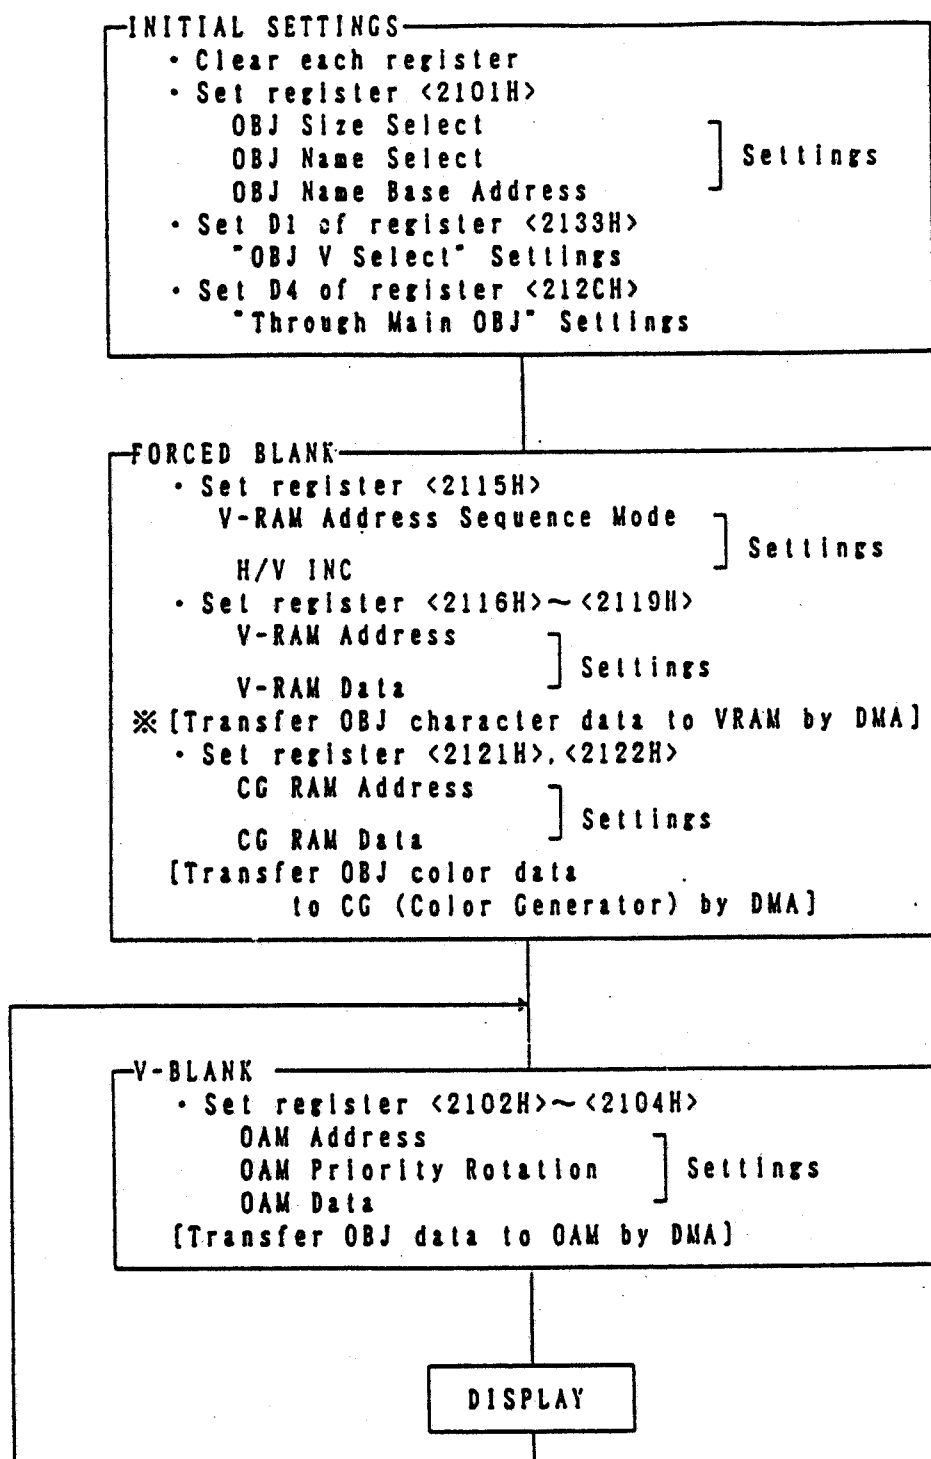 INITIAL SETTINGS
・Clear each register
・Set register <2101H>
OBJ Size Select
OBJ Name Select ] Settings
OBJ Name Base Address
・Set D1 of register <2133H>
"OBJ V Select" Settings
・Set D4 of register <212CH>
"Through Main OBJ" Settings
FORCED BLANK
・Set register <2115H>
V-RAM Address Sequence Mode
] Settings
H/V INC
・Set register <2116H>~<2119H>
V-RAM Address
] Settings
V-RAM Data
※[Transfer OBJ character data to VRAM by DMA]
・Set register <2121H>,<2122H>
CG RAM Address
] Settings
CG RAM Data
[Transfer OBJ color data
to CG (Color Generator) by DMA]
V-BLANK
・Set register <2102H>~<2104H>
OAM Address
OAM Priority Rotation ] Settings
OAM Data
[Transfer OBJ data to OAM by DMA]
DISPLAY